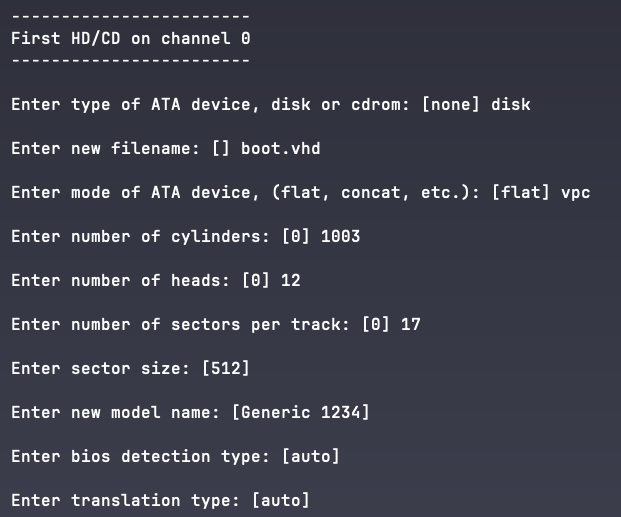 ------------------------
First HD/CD on channel 0
------------------------
Enter type of ATA device, disk or cdrom: [none] disk
Enter new filename: [] boot.vhd
Enter mode of ATA device, (flat, concat, etc.): [flat] vpc
Enter number of cylinders: [0] 1003
Enter number of heads: [0] 12
Enter number of sectors per track: [0] 17
Enter sector size: [512]
Enter new model name: [Generic 1234]
Enter bios detection type: [auto]
Enter translation type: [auto]